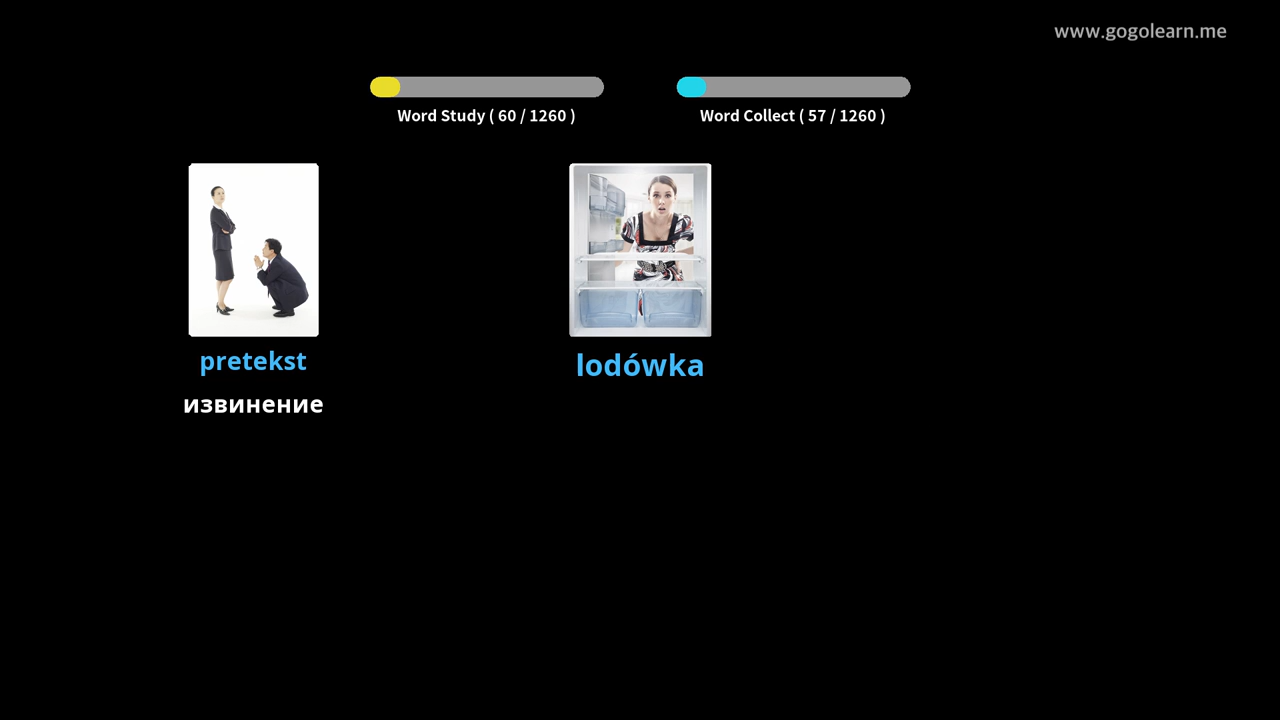 www.gogolearn.me
Word Study ( 60 / 1260 )
Word Collect ( 57 / 1260 )
pretekst
извинение
lodówka